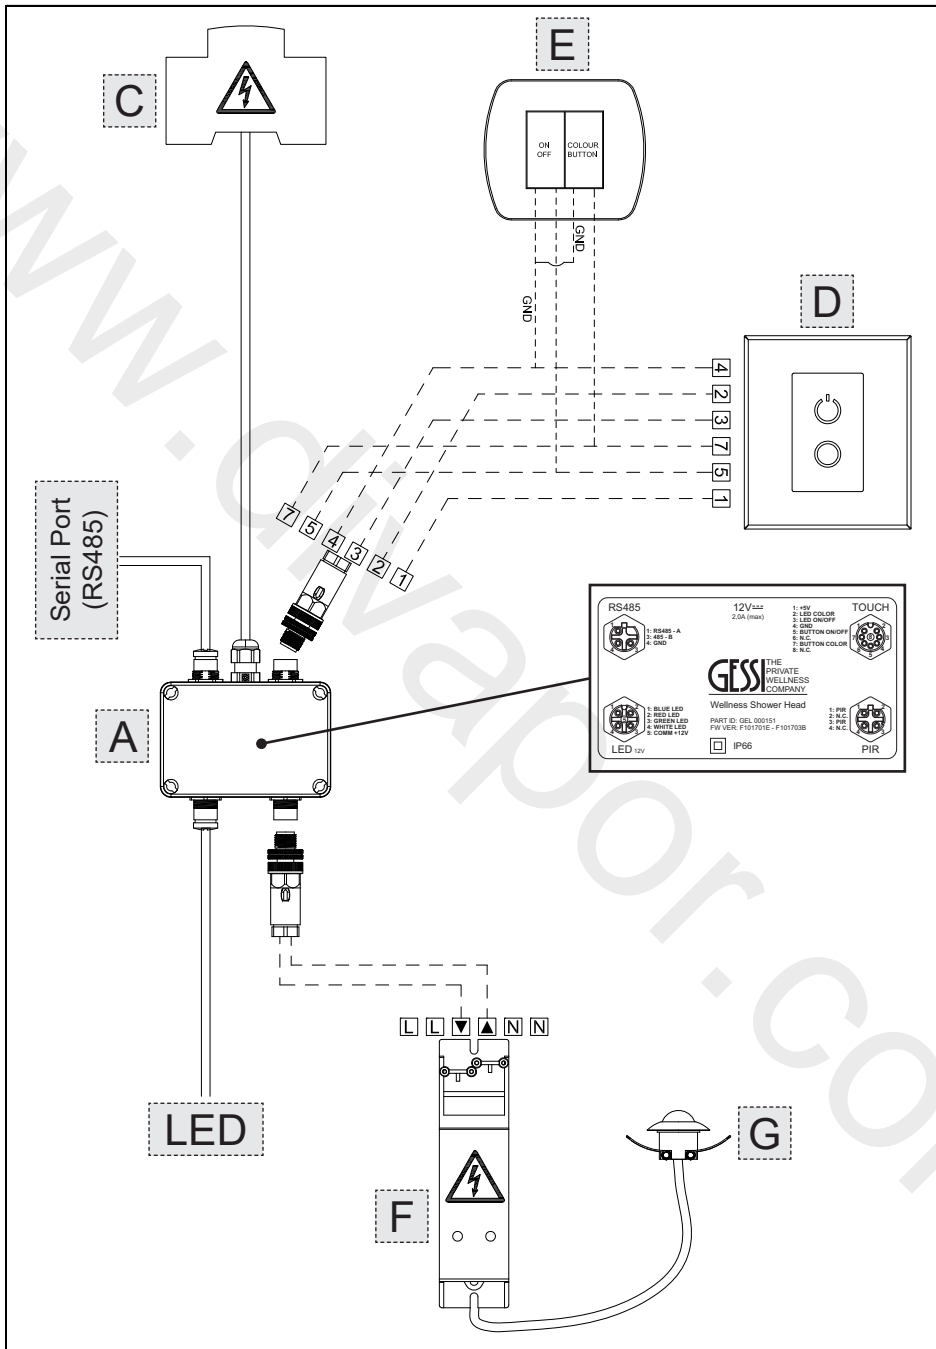 C
E
ON
OFF
COLOUR
BUTTON
GND
GND
D
4
2
3
7
5
1
7
5
4
3
2
1
Serial Port
(RS485)
A
RS485
1: RS485 - A
3: 485 - B
4: GND
12V
2,0A (max)
1: +5V
2: LED COLOR
3: LED ON/OFF
4: GND
5: BUTTON ON/OFF
6: N.C.
7: BUTTON COLOR
8: N.C.
TOUCH
GESSI
THE
PRIVATE
WELLNESS
COMPANY
Wellness Shower Head
PART ID: GEL 000151
FW VER: F101701E - F101703B
IP66
1: BLUE LED
2: RED LED
3: GREEN LED
4: WHITE LED
5: COMM +12V
LED 12V
1: PIR
2: N.C.
3: PIR
4: N.C.
PIR
L L ▼ ▲ N N
LED
F
G
www.divapor.com